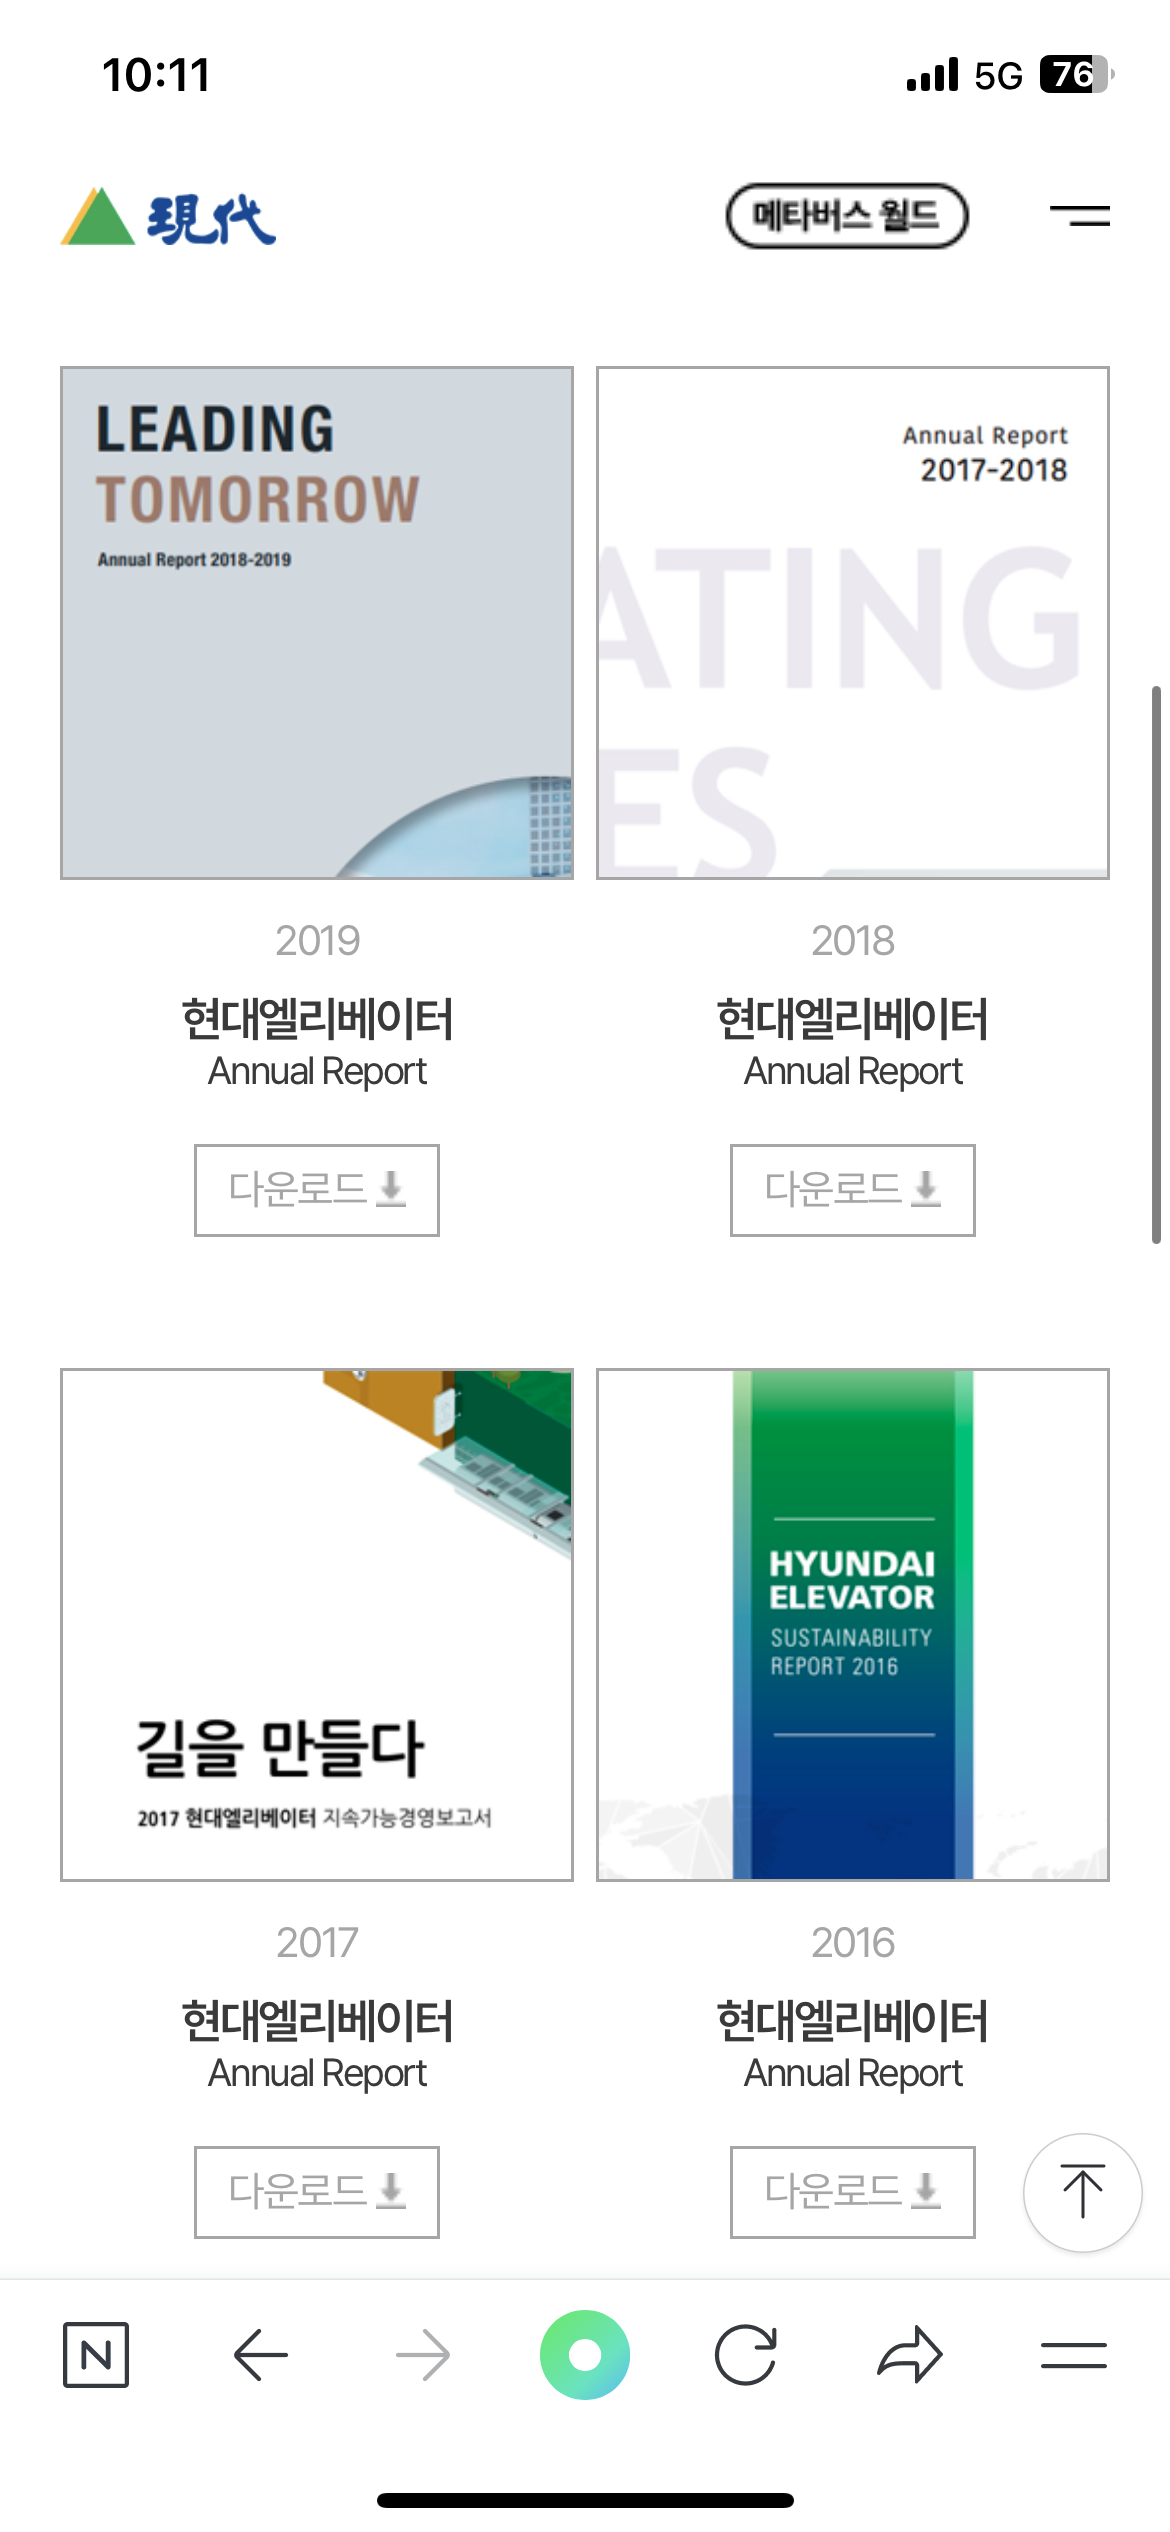 10:11
5G 76
現代
메타버스 월드
LEADING
TOMORROW
Annual Report 2018-2019
Annual Report
2017-2018
ATING
ES
2019
현대엘리베이터
Annual Report
다운로드
2018
현대엘리베이터
Annual Report
다운로드
길을 만들다
2017 현대엘리베이터 지속가능경영보고서
HYUNDAI
ELEVATOR
SUSTAINABILITY
REPORT 2016
2017
현대엘리베이터
Annual Report
다운로드
2016
현대엘리베이터
Annual Report
다운로드
N